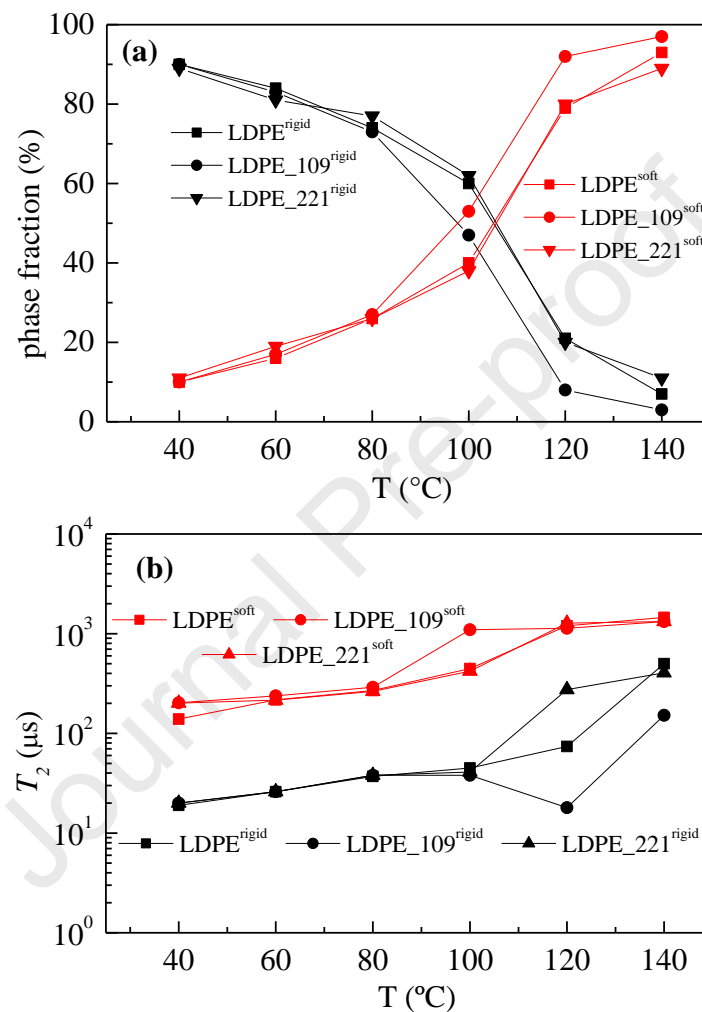 (a)
100
80
60
40
20
0
phase fraction (%)
LDPE^rigid
LDPE_109^rigid
LDPE_221^rigid
LDPE^soft
LDPE_109^soft
LDPE_221^soft
40 60 80 100 120 140
T (°C)
Journal Pre-proof
(b)
10^4
10^3
10^2
10^1
10^0
T_2 (μs)
LDPE^soft LDPE_109^soft
LDPE_221^soft
LDPE^rigid LDPE_109^rigid LDPE_221^rigid
40 60 80 100 120 140
T (ºC)